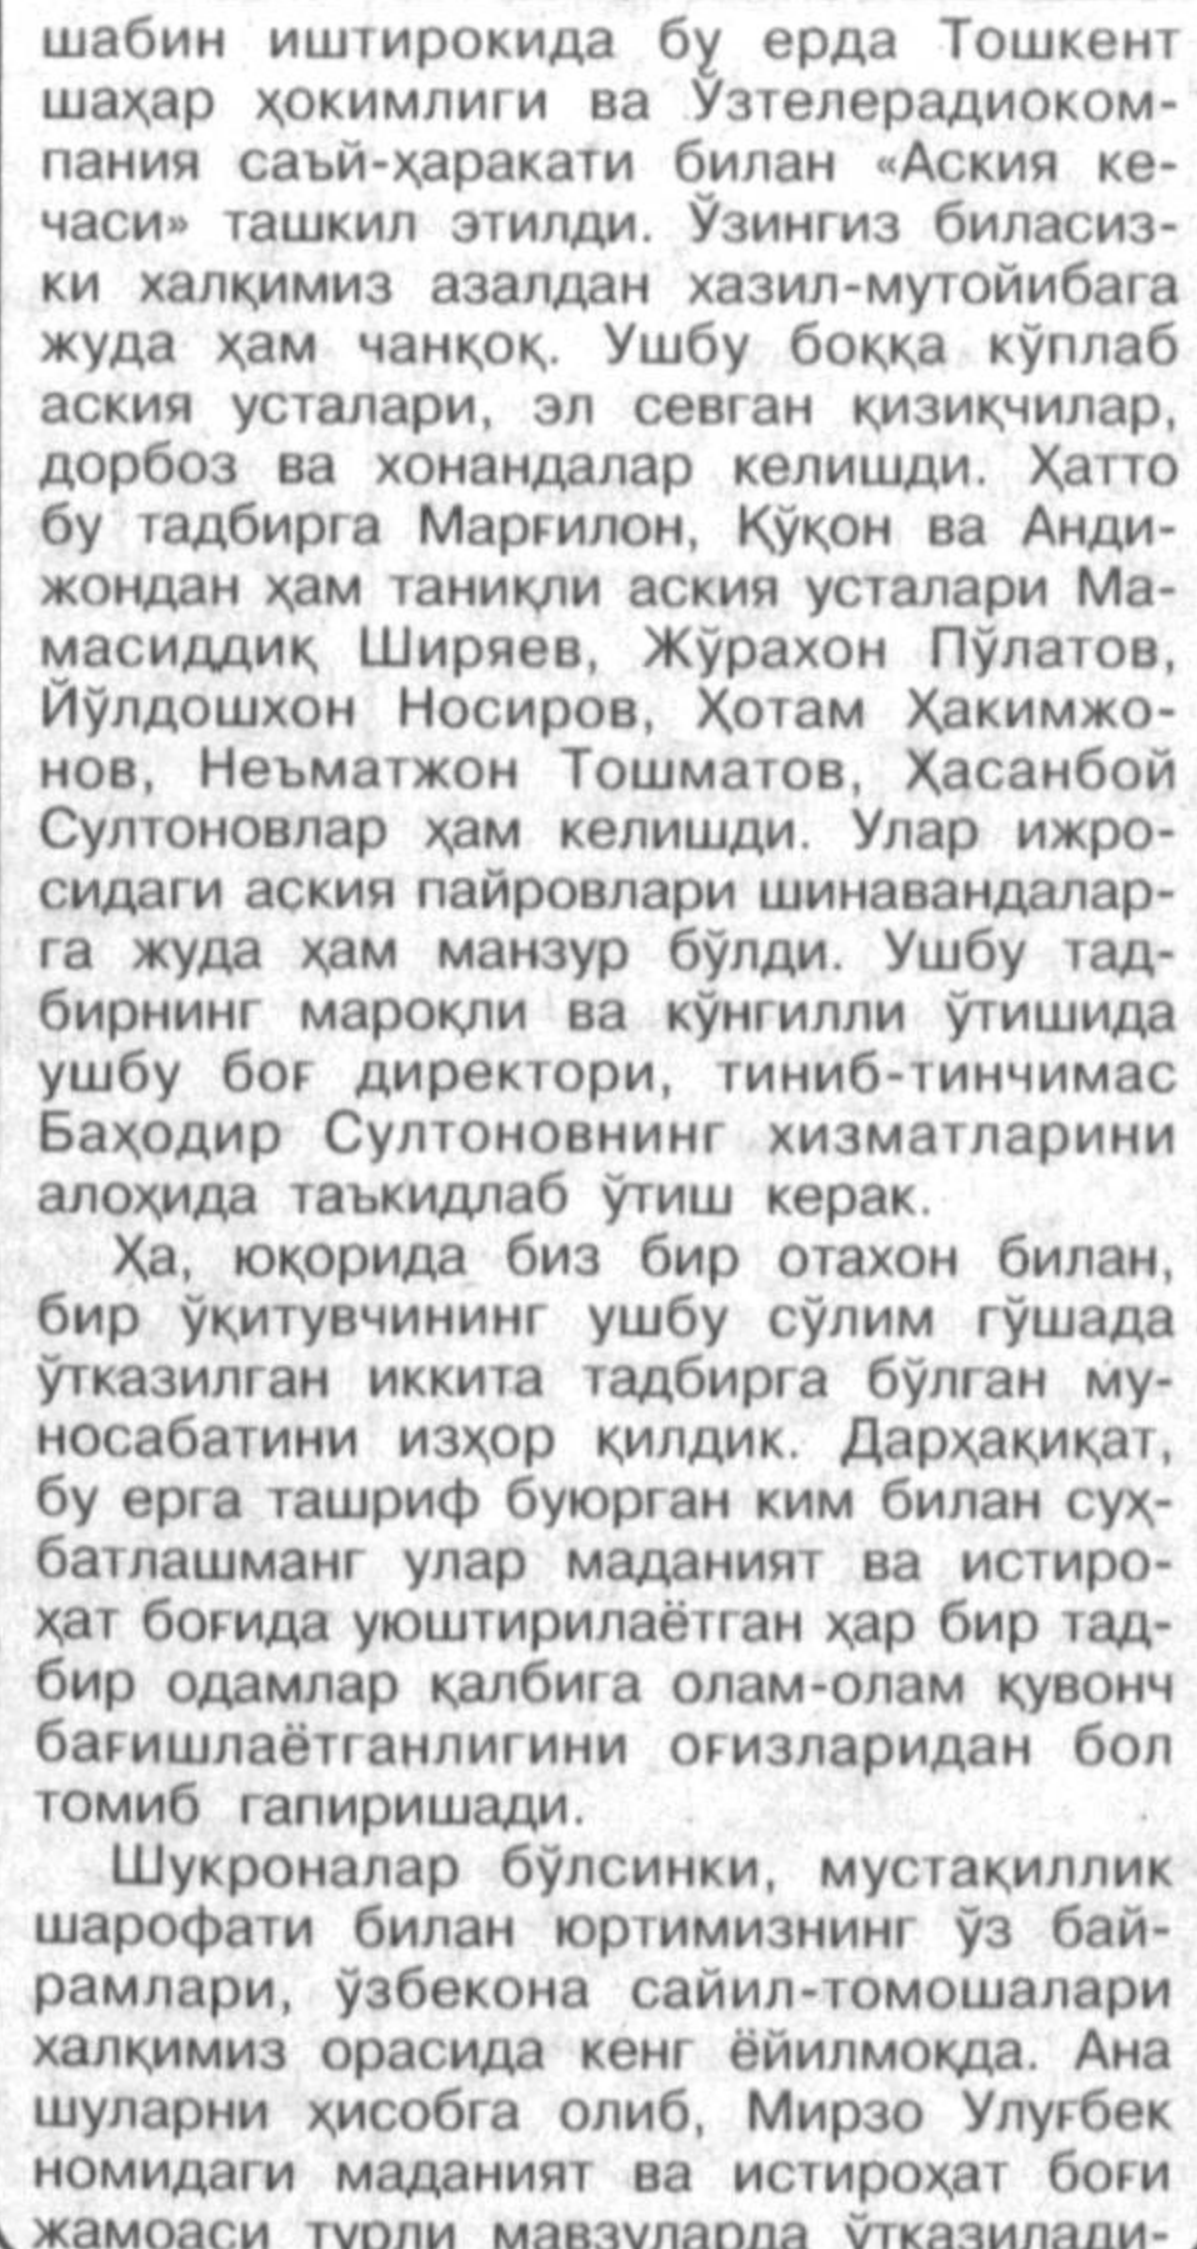 шабин иштирокида бу ерда Тошкент
шаҳар ҳокимлиги ва Ўзтелерадиоком-
пания саъй-ҳаракати билан «Аския ке-
часи» ташкил этилди. Ўзингиз биласиз-
ки халқимиз азалдан хазил-мутойибага
жуда ҳам чанқоқ. Ушбу боққа кўплаб
аския усталари, эл севган қизиқчилар,
дорбоз ва хонандалар келишди. Ҳатто
бу тадбирга Марғилон, Қўқон ва Анди-
жондан ҳам таниқли аския усталари Ма-
масиддиқ Ширяев, Жўрахон Пўлатов,
Йўлдошхон Носиров, Ҳотам Ҳакимжо-
нов, Неъматжон Тошматов, Ҳасанбой
Султоновлар ҳам келишди. Улар ижро-
сидаги аския пайровлари шинавандалар-
га жуда ҳам манзур бўлди. Ушбу тад-
бирнинг мароқли ва кўнгилли ўтишида
ушбу боғ директори, тиниб-тинчимас
Баҳодир Султоновнинг хизматларини
алоҳида таъкидлаб ўтиш керак.
Ҳа, юқорида биз бир отахон билан,
бир ўқитувчининг ушбу сўлим гўшада
ўтказилган иккита тадбирга бўлган му-
носабатини изҳор қилдик. Дарҳақиқат,
бу ерга ташриф буюрган ким билан суҳ-
батлашманг улар маданият ва истиро-
ҳат боғида уюштирилаётган ҳар бир тад-
бир одамлар қалбига олам-олам қувонч
бағишлаётганлигини оғизларидан бол
томиб гапиришади.
Шукроналар бўлсинки, мустақиллик
шарофати билан юртимизнинг ўз бай-
рамлари, ўзбекона сайил-томошалари
халқимиз орасида кенг ёйилмоқда. Ана
шуларни ҳисобга олиб, Мирзо Улуғбек
номидаги маданият ва истироҳат боғи
жамоаси турли мавзуларда ўтказилади-